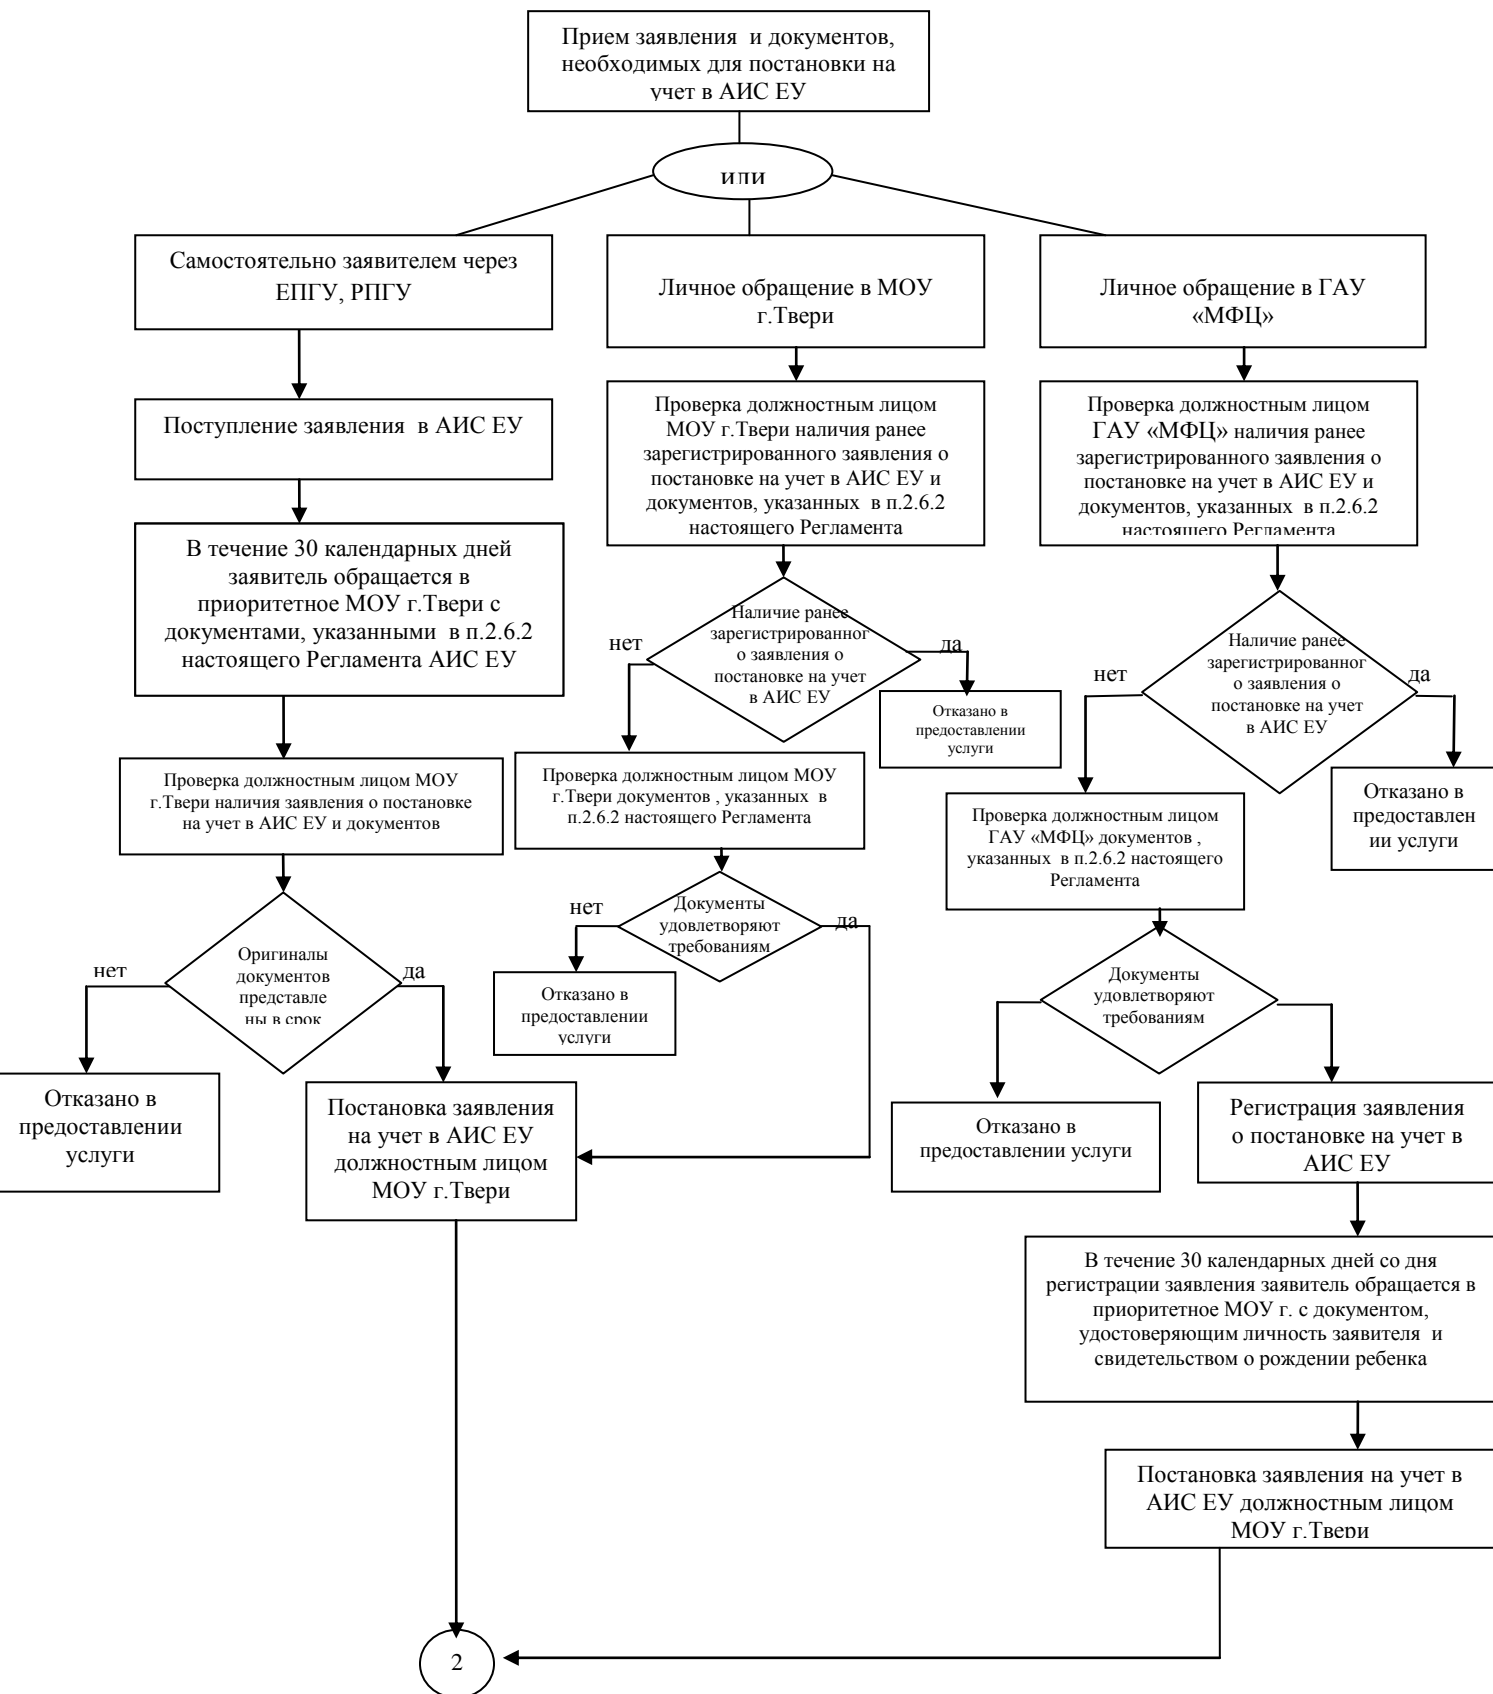 Прием заявления и документов,
необходимых для постановки на
учет в АИС ЕУ
или
Самостоятельно заявителем через
ЕПГУ, РПГУ
Личное обращение в МОУ
г.Твери
Личное обращение в ГАУ
«МФЦ»
Поступление заявления в АИС ЕУ
Проверка должностным лицом
МОУ г.Твери наличия ранее
зарегистрированного заявления о
постановке на учет в АИС ЕУ и
документов, указанных в п.2.6.2
настоящего Регламента
Проверка должностным лицом
ГАУ «МФЦ» наличия ранее
зарегистрированного заявления о
постановке на учет в АИС ЕУ и
документов, указанных в п.2.6.2
настоящего Регламента
В течение 30 календарных дней
заявитель обращается в
приоритетное МОУ г.Твери с
документами, указанными в п.2.6.2
настоящего Регламента АИС ЕУ
нет
Наличие ранее
зарегистрированног
о заявления о
постановке на учет
в АИС ЕУ
да
нет
Наличие ранее
зарегистрированног
о заявления о
постановке на учет
в АИС ЕУ
да
Отказано в
предоставлении
услуги
Проверка должностным лицом МОУ
г.Твери наличия заявления о постановке
на учет в АИС ЕУ и документов
Проверка должностным лицом МОУ
г.Твери документов , указанных в
п.2.6.2 настоящего Регламента
Проверка должностным лицом
ГАУ «МФЦ» документов ,
указанных в п.2.6.2 настоящего
Регламента
Отказано в
предоставлен
ии услуги
нет
Оригиналы
документов
представле
ны в срок
да
нет
Документы
удовлетворяют
требованиям
да
Документы
удовлетворяют
требованиям
Отказано в
предоставлении
услуги
Отказано в
предоставлении
услуги
Постановка заявления
на учет в АИС ЕУ
должностным лицом
МОУ г.Твери
Отказано в
предоставлении услуги
Регистрация заявления
о постановке на учет в
АИС ЕУ
В течение 30 календарных дней со дня
регистрации заявления заявитель обращается в
приоритетное МОУ г. с документом,
удостоверяющим личность заявителя и
свидетельством о рождении ребенка
Постановка заявления на учет в
АИС ЕУ должностным лицом
МОУ г.Твери
2